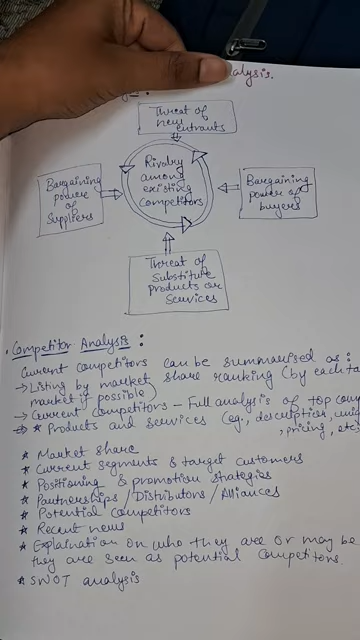 alysis.
Threat of
new
entrants
Rivalry
among
existing
competitors
Bargaining
power
of
suppliers
Bargaining
power of
buyers
Threat of
Substitute
products or
services
. Competitor Analysis :
Current competitors can be summarised as :
→ Listing by market share ranking (by each ta
market if possible)
→ Current competitors – Full analysis of top com
⇒ * Products and services (eg., description, uniq
, pricing, etc
* Market share
* Current segments & target customers
* Positioning & promotion strategies
* Partnerships / Distributors / Alliances
* Potential competitors
* Recent news
* Explaination on who they are or may be
they are seen as potential competitors.
* SWOT analysis